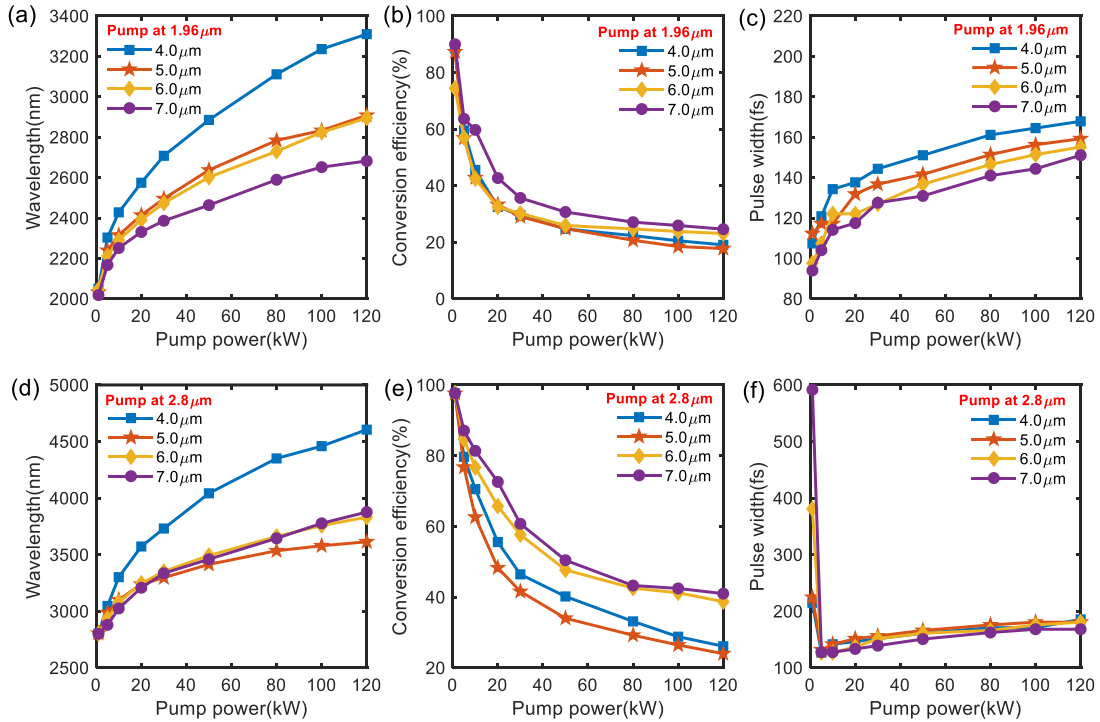 (a)
Pump at 1.96μm
4.0μm
5.0μm
6.0μm
7.0μm
3400
3200
3000
2800
2600
2400
2200
2000
Wavelength(nm)
0 20 40 60 80 100 120
Pump power(kW)
(b)
Pump at 1.96μm
4.0μm
5.0μm
6.0μm
7.0μm
100
80
60
40
20
0
Conversion efficiency(%)
0 20 40 60 80 100 120
Pump power(kW)
(c)
Pump at 1.96μm
4.0μm
5.0μm
6.0μm
7.0μm
220
200
180
160
140
120
100
80
Pulse width(fs)
0 20 40 60 80 100 120
Pump power(kW)
(d)
Pump at 2.8μm
4.0μm
5.0μm
6.0μm
7.0μm
5000
4500
4000
3500
3000
2500
Wavelength(nm)
0 20 40 60 80 100 120
Pump power(kW)
(e)
Pump at 2.8μm
4.0μm
5.0μm
6.0μm
7.0μm
100
80
60
40
20
Conversion efficiency(%)
0 20 40 60 80 100 120
Pump power(kW)
(f)
Pump at 2.8μm
4.0μm
5.0μm
6.0μm
7.0μm
600
500
400
300
200
100
Pulse width(fs)
0 20 40 60 80 100 120
Pump power(kW)